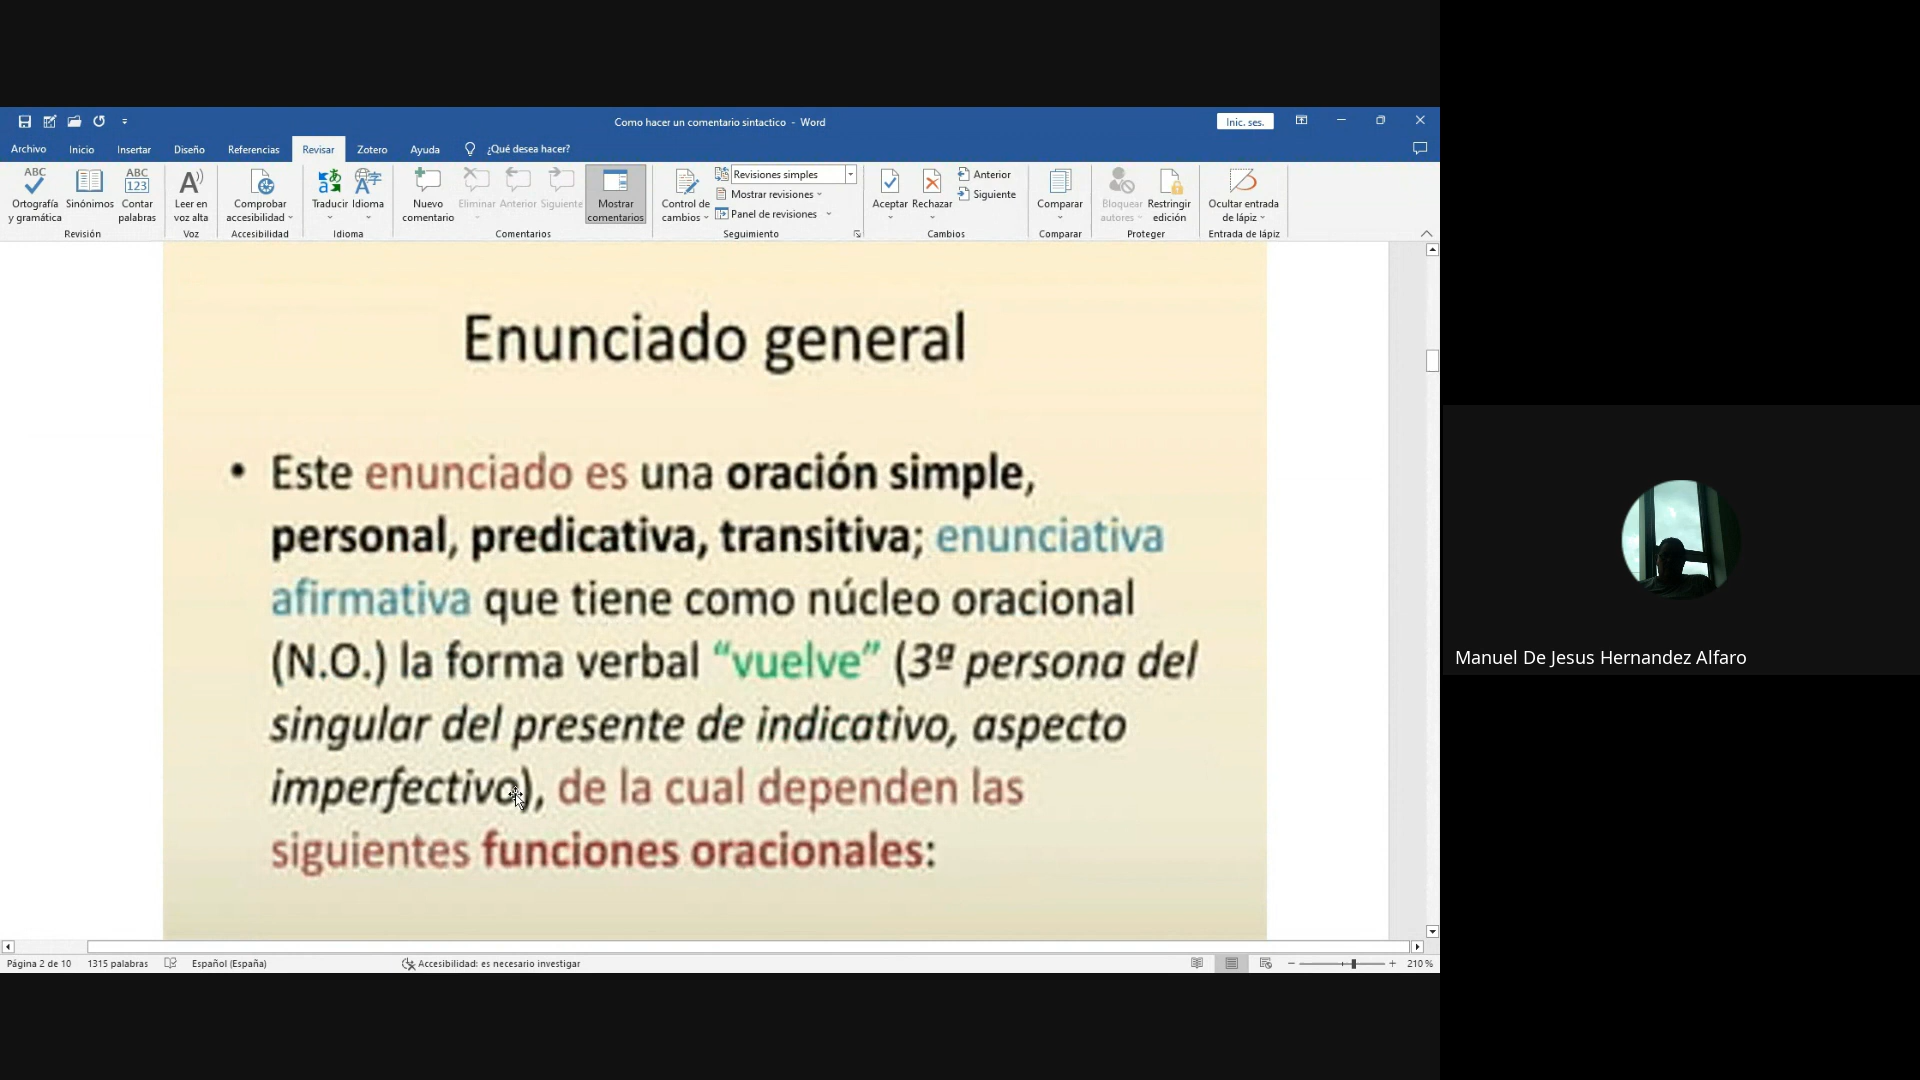 Como hacer un comentario sintactico - Word
Inic. ses.
Archivo Inicio Insertar Diseño Referencias Revisar Zotero Ayuda ¿Qué desea hacer?
ABC
Ortografía y gramática
Sinónimos
ABC 123
Contar palabras
Revisión
A
Leer en voz alta
Voz
Comprobar accesibilidad
Accesibilidad
Traducir
Idioma
Idioma
Nuevo comentario
Eliminar
Anterior
Siguiente
Mostrar comentarios
Comentarios
Control de cambios
Revisiones simples
Mostrar revisiones
Panel de revisiones
Seguimiento
Aceptar
Rechazar
Anterior
Siguiente
Cambios
Comparar
Comparar
Bloquear autores
Restringir edición
Proteger
Ocultar entrada de lápiz
Entrada de lápiz
Enunciado general
• Este enunciado es una oración simple,
personal, predicativa, transitiva; enunciativa
afirmativa que tiene como núcleo oracional
(N.O.) la forma verbal “vuelve” (3ª persona del
singular del presente de indicativo, aspecto
imperfectivo), de la cual dependen las
siguientes funciones oracionales:
Manuel De Jesus Hernandez Alfaro
Página 2 de 10 1315 palabras Español (España) Accesibilidad: es necesario investigar 210 %